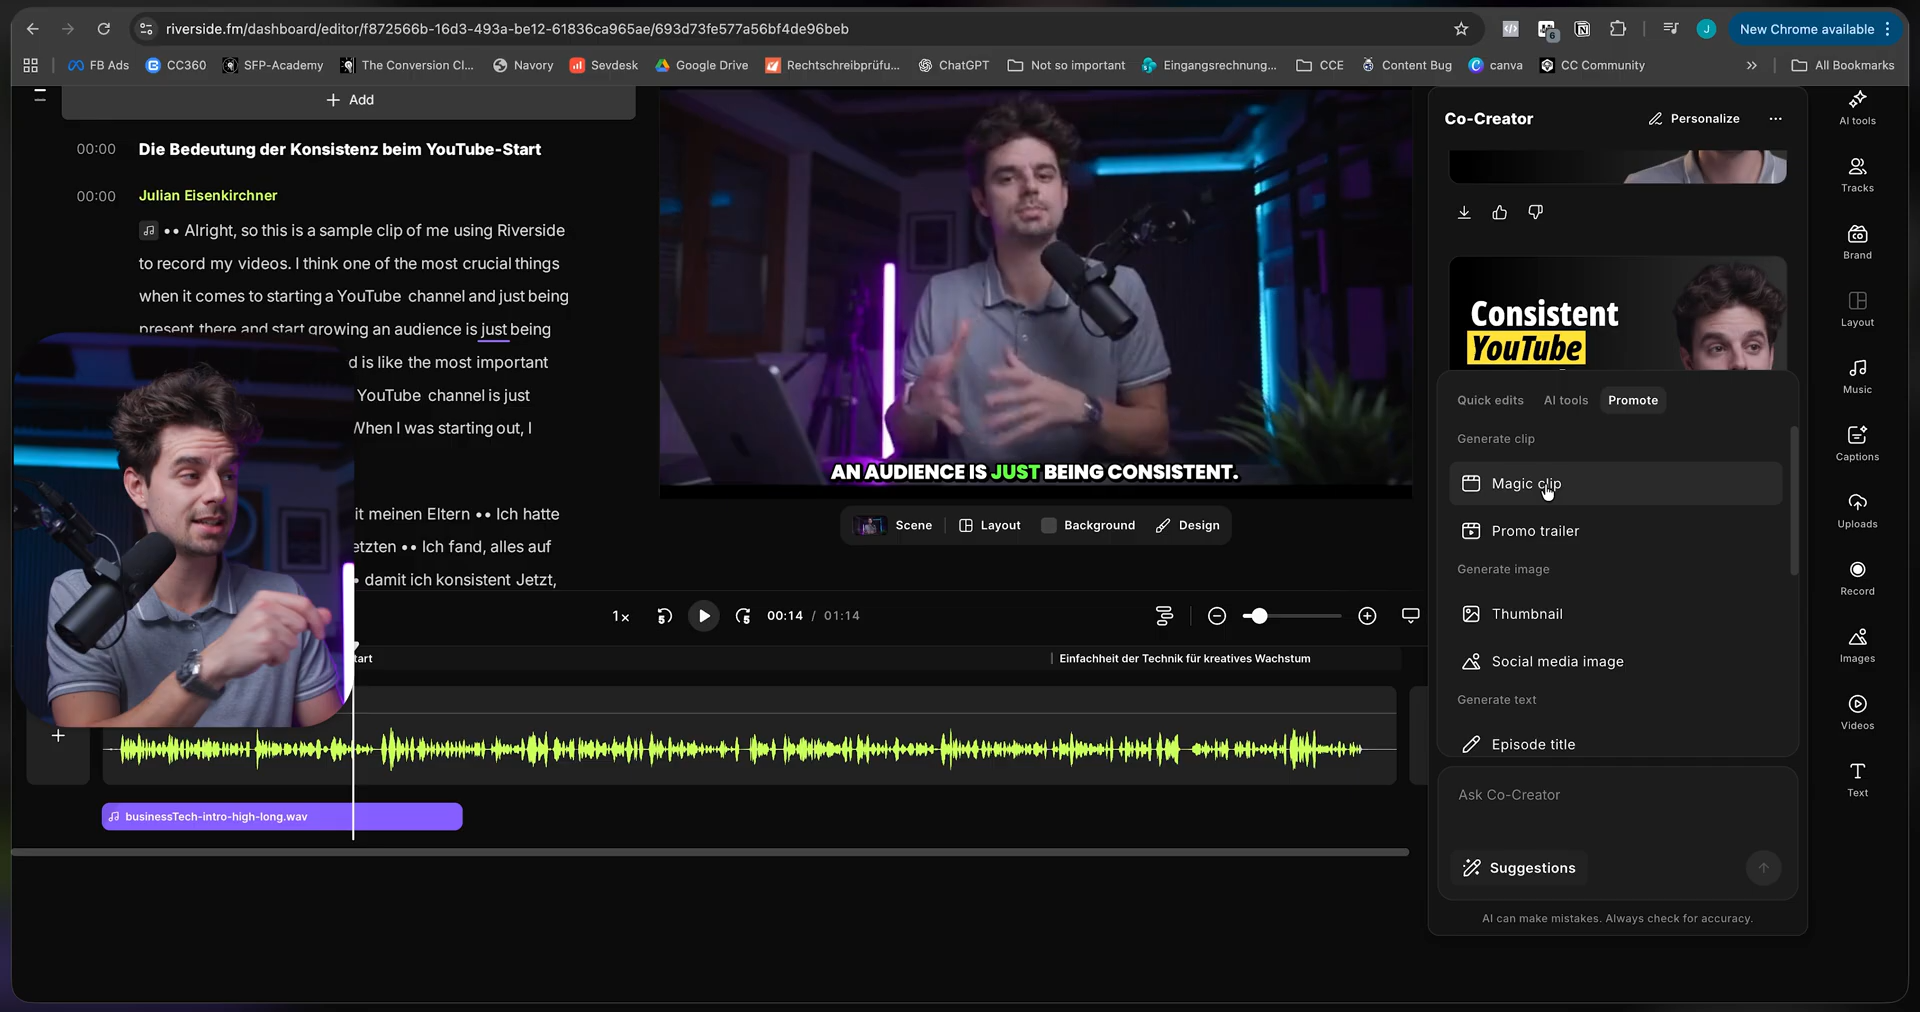 riverside.fm/dashboard/editor/f872566b-16d3-493a-be12-61836ca965ae/693d73fe577a56bf4de96beb
6
J
New Chrome available
FB Ads
CC360
SFP-Academy
The Conversion Cl...
Navory
Sevdesk
Google Drive
Rechtschreibprüfu...
ChatGPT
Not so important
Eingangsrechnung...
CCE
Content Bug
canva
CC Community
All Bookmarks
+ Add
00:00 Die Bedeutung der Konsistenz beim YouTube-Start
00:00 Julian Eisenkirchner
•• Alright, so this is a sample clip of me using Riverside
to record my videos. I think one of the most crucial things
when it comes to starting a YouTube channel and just being
present there and start growing an audience is just being
d is like the most important
YouTube channel is just
When I was starting out, I
it meinen Eltern •• Ich hatte
etzten •• Ich fand, alles auf
• damit ich konsistent Jetzt,
AN AUDIENCE IS JUST BEING CONSISTENT.
Scene
Layout
Background
Design
1x
5
5
00:14 / 01:14
tart
Einfachheit der Technik für kreatives Wachstum
businessTech-intro-high-long.wav
Co-Creator
Personalize
Consistent
YouTube
Quick edits
AI tools
Promote
Generate clip
Magic clip
Promo trailer
Generate image
Thumbnail
Social media image
Generate text
Episode title
Ask Co-Creator
Suggestions
AI can make mistakes. Always check for accuracy.
AI tools
Tracks
Brand
Layout
Music
Captions
Uploads
Record
Images
Videos
Text